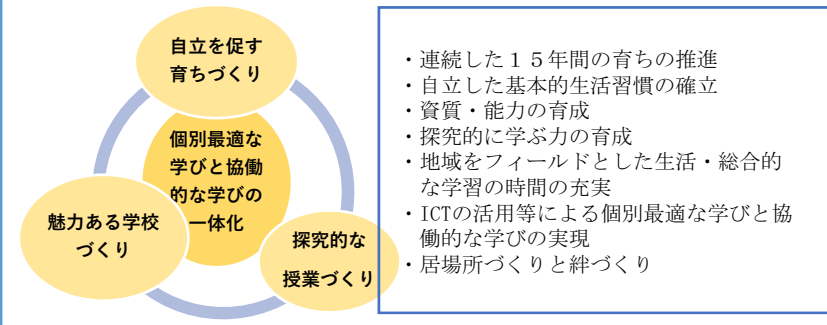 自立を促す
育ちづくり
個別最適な
学びと協働
的な学びの
一体化
魅力ある学校
づくり
探究的な
授業づくり
・連続した１５年間の育ちの推進
・自立した基本的生活習慣の確立
・資質・能力の育成
・探究的に学ぶ力の育成
・地域をフィールドとした生活・総合的
な学習の時間の充実
・ICTの活用等による個別最適な学びと協
働的な学びの実現
・居場所づくりと絆づくり